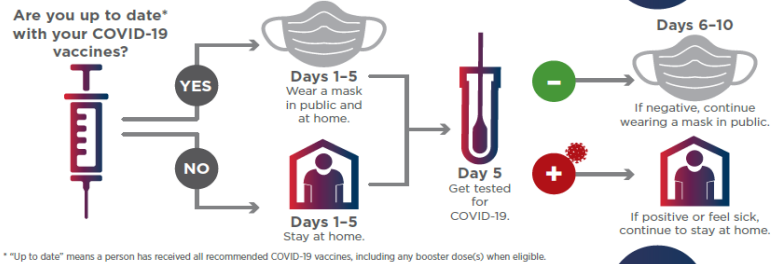 Are you up to date*
with your COVID-19
vaccines?
YES
Days 1–5
Wear a mask
in public and
at home.
NO
Days 1–5
Stay at home.
Day 5
Get tested
for
COVID-19.
-
Days 6–10
If negative, continue
wearing a mask in public.
+
If positive or feel sick,
continue to stay at home.
* "Up to date" means a person has received all recommended COVID-19 vaccines, including any booster dose(s) when eligible.